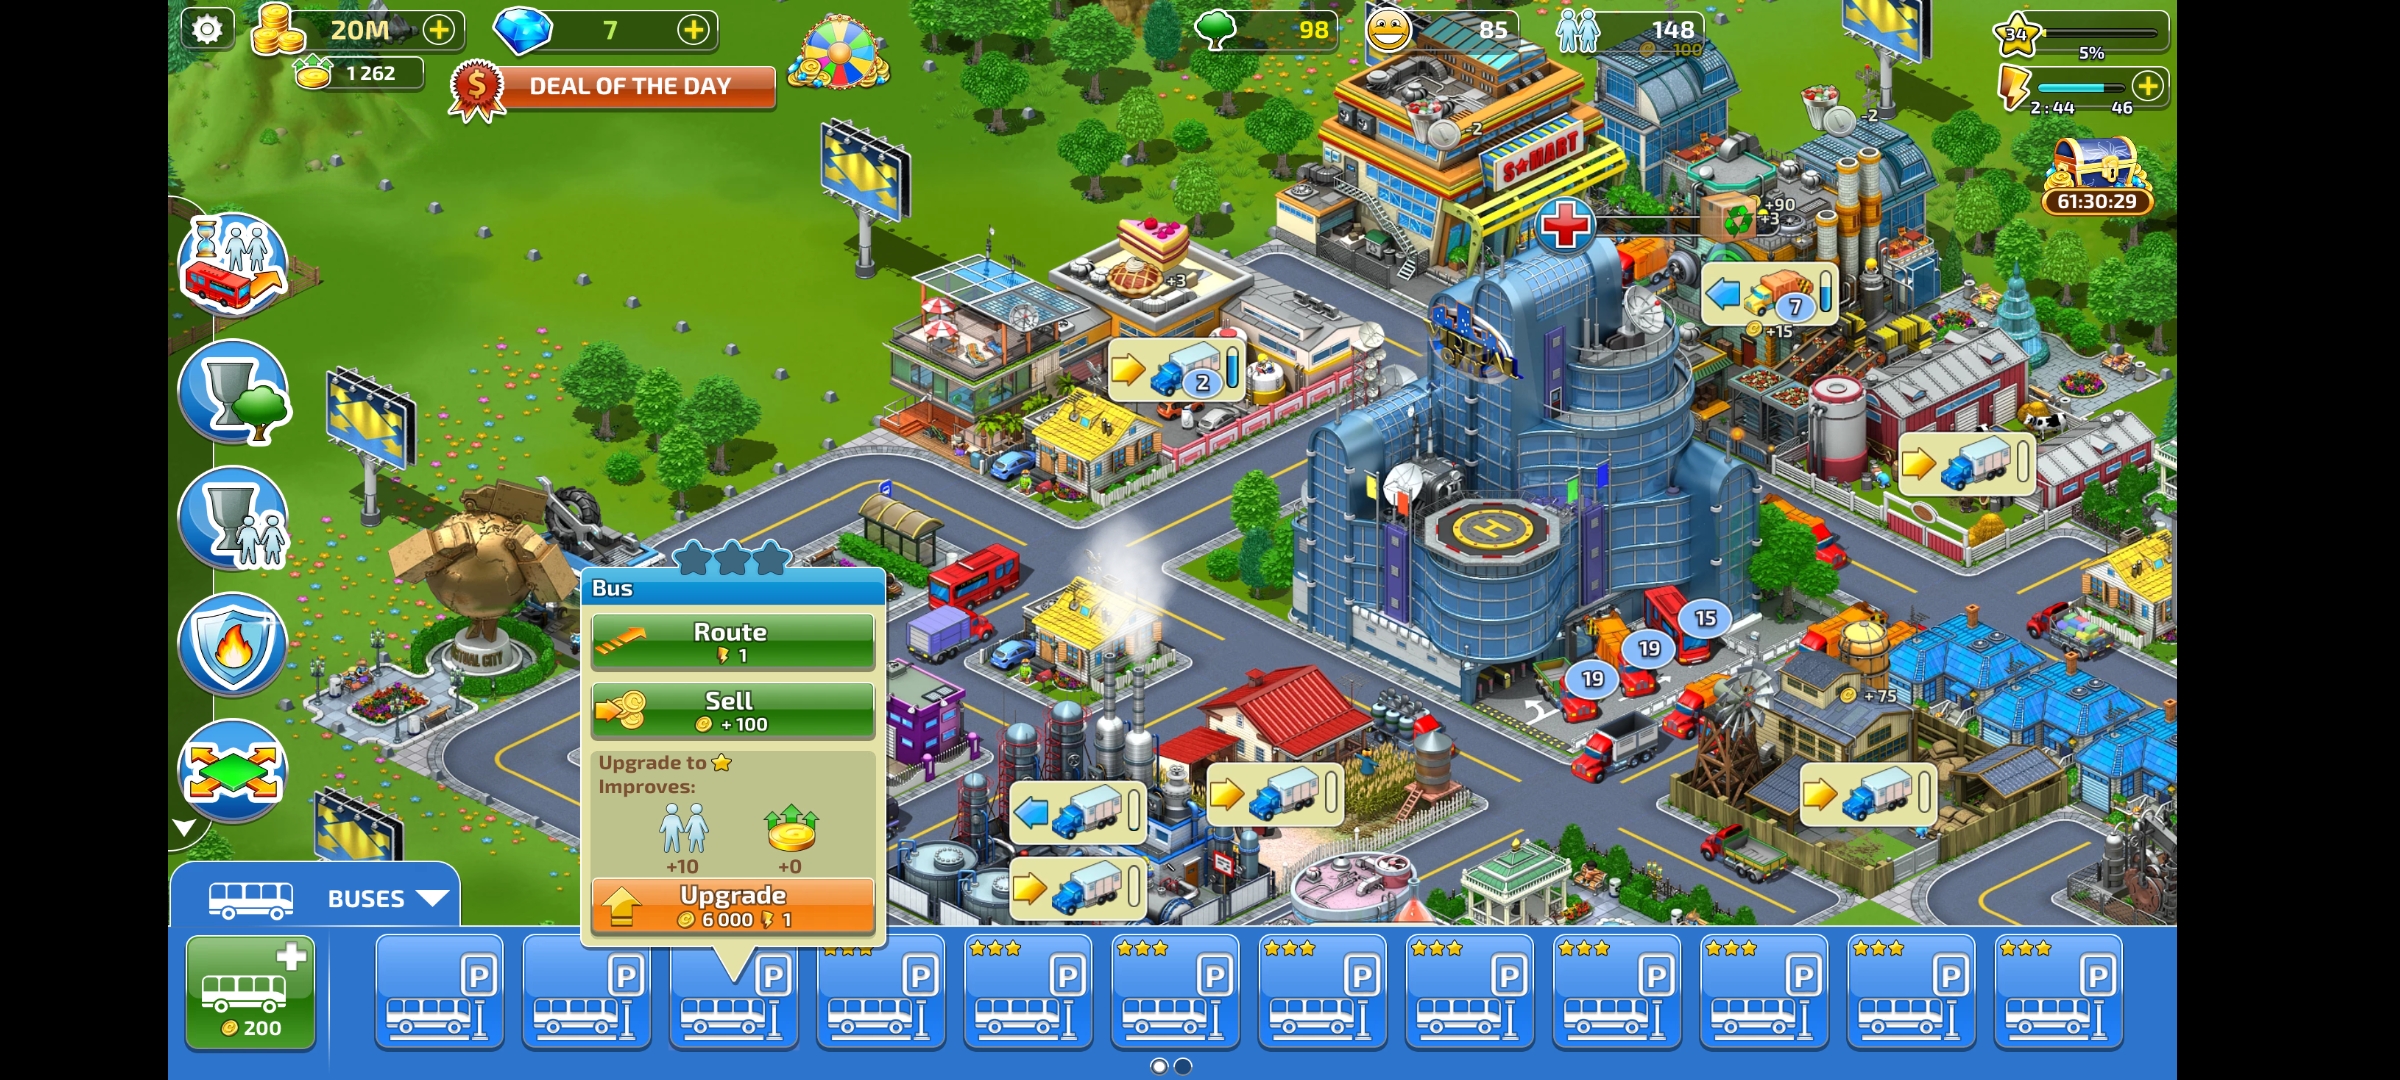 20M
7
98
85
148
100
34
5%
1 262
DEAL OF THE DAY
2:44
46
-2
-2
S★MART
61:30:29
+90
+3
+3
7
+15
2
15
19
19
+75
Bus
Route
1
Sell
+ 100
Upgrade to
Improves:
+10
+0
Upgrade
6 000
1
BUSES
200
P
P
P
P
P
P
P
P
P
P
P
P
H